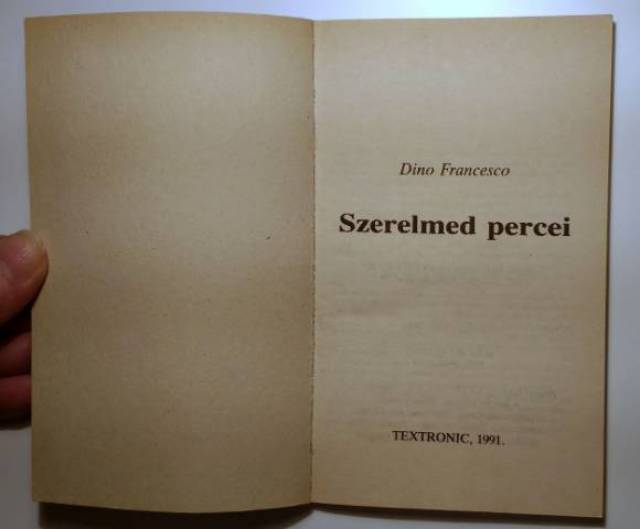 Dino Francesco
Szerelmed percei
TEXTRONIC, 1991.